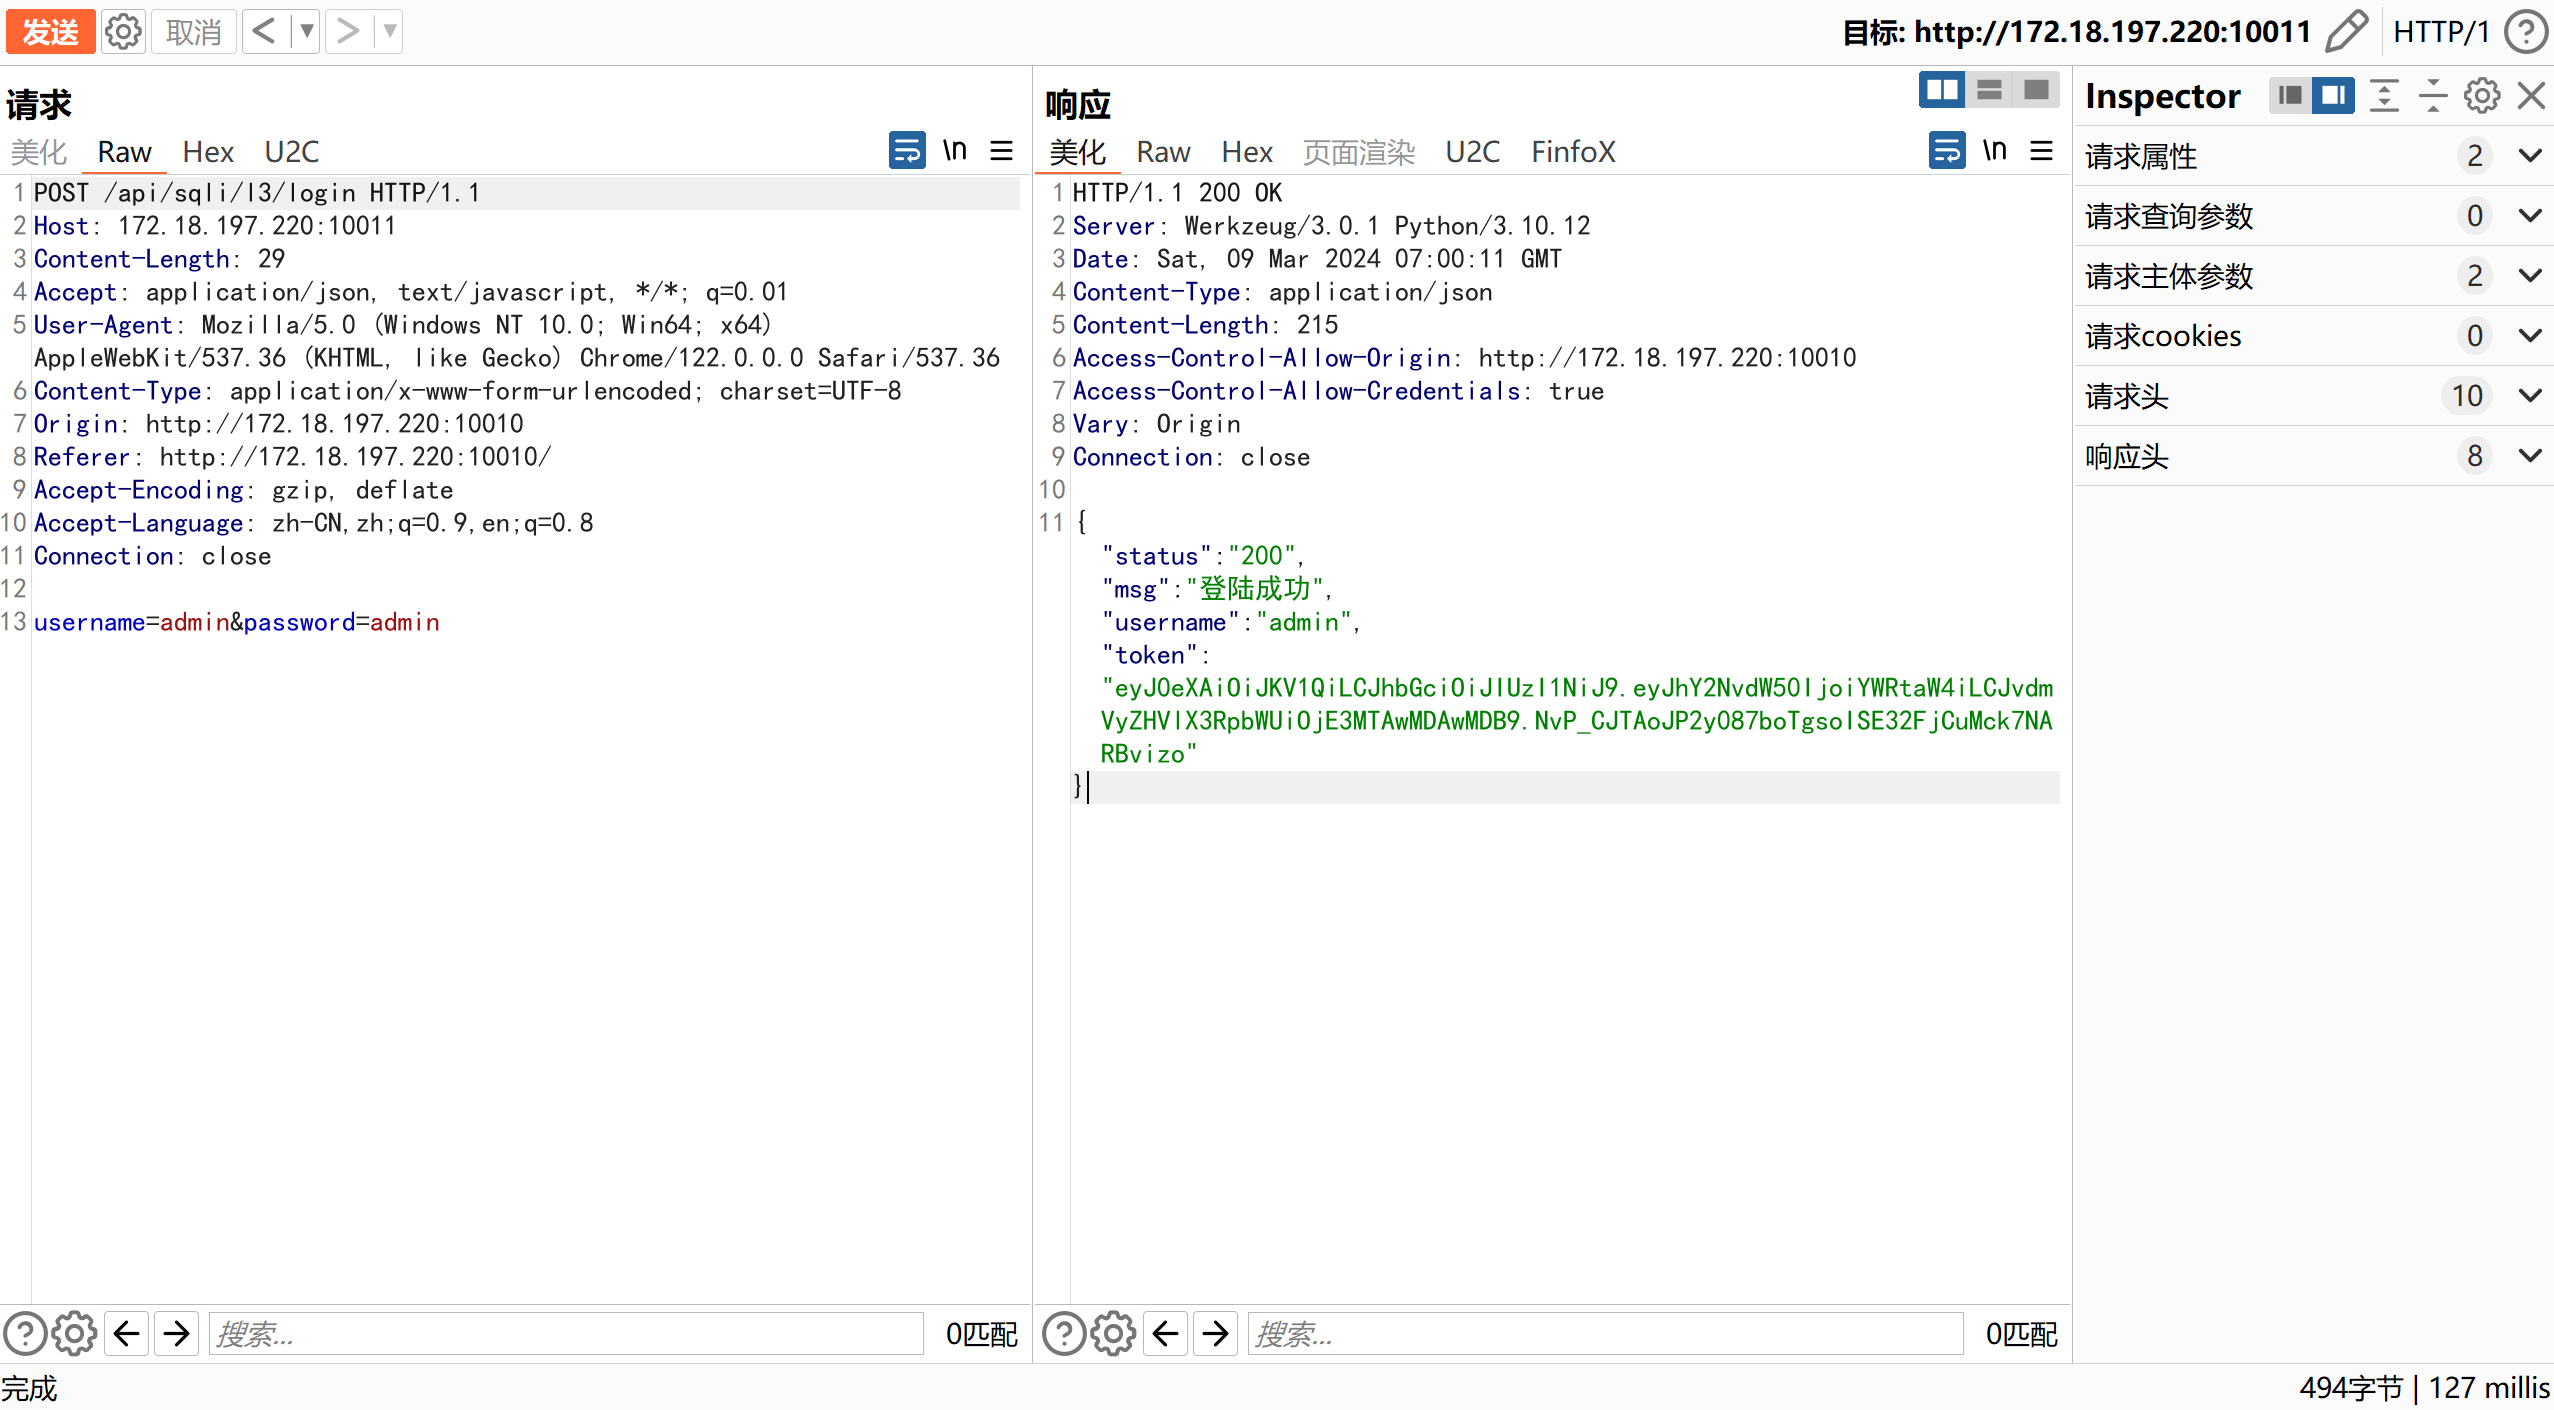 发送 取消 < > 目标: http://172.18.197.220:10011 HTTP/1
请求
美化 Raw Hex U2C \n
1 POST /api/sqli/l3/login HTTP/1.1
2 Host: 172.18.197.220:10011
3 Content-Length: 29
4 Accept: application/json, text/javascript, */*; q=0.01
5 User-Agent: Mozilla/5.0 (Windows NT 10.0; Win64; x64)
AppleWebKit/537.36 (KHTML, like Gecko) Chrome/122.0.0.0 Safari/537.36
6 Content-Type: application/x-www-form-urlencoded; charset=UTF-8
7 Origin: http://172.18.197.220:10010
8 Referer: http://172.18.197.220:10010/
9 Accept-Encoding: gzip, deflate
10 Accept-Language: zh-CN,zh;q=0.9,en;q=0.8
11 Connection: close
12
13 username=admin&password=admin
搜索... 0匹配
响应
美化 Raw Hex 页面渲染 U2C FinfoX \n
1 HTTP/1.1 200 OK
2 Server: Werkzeug/3.0.1 Python/3.10.12
3 Date: Sat, 09 Mar 2024 07:00:11 GMT
4 Content-Type: application/json
5 Content-Length: 215
6 Access-Control-Allow-Origin: http://172.18.197.220:10010
7 Access-Control-Allow-Credentials: true
8 Vary: Origin
9 Connection: close
10
11 {
"status":"200",
"msg":"登陆成功",
"username":"admin",
"token":
"eyJ0eXAiOiJKV1QiLCJhbGciOiJIUzI1NiJ9.eyJhY2NvdW50IjoiYWRtaW4iLCJvdm
VyZHVlX3RpbWUiOjE3MTAwMDAwMDB9.NvP_CJTAoJP2yO87boTgsolSE32FjCuMck7NA
RBvizo"
}
搜索... 0匹配
Inspector
请求属性 2
请求查询参数 0
请求主体参数 2
请求cookies 0
请求头 10
响应头 8
完成 494字节 | 127 millis